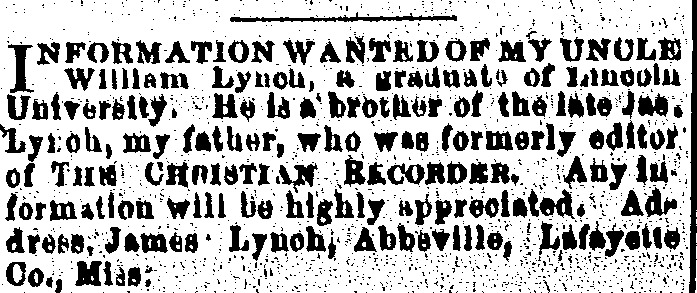 INFORMATION WANTED OF MY UNCLE
William Lynch, a graduate of Lincoln
University. He is a brother of the late Jas.
Lynch, my father, who was formerly editor
of THE CHRISTIAN RECORDER. Any in-
formation will be highly appreciated. Ad-
dress, James Lynch, Abbeville, Lafayette
Co., Miss.